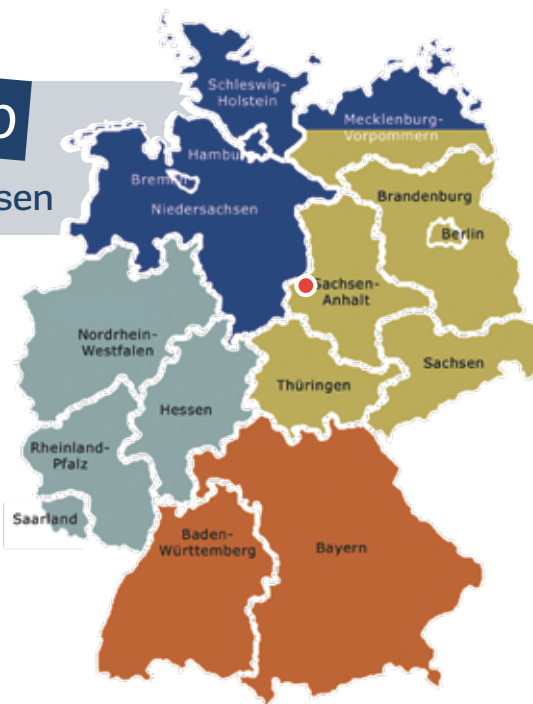 Schleswig-
Holstein
Mecklenburg-
Vorpommern
Hambu
Bremen
Niedersachsen
Brandenburg
Berlin
Sachsen-
Anhalt
Nordrhein-
Westfalen
Sachsen
Thüringen
Hessen
Rheinland-
Pfalz
Saarland
Baden-
Württemberg
Bayern
sen